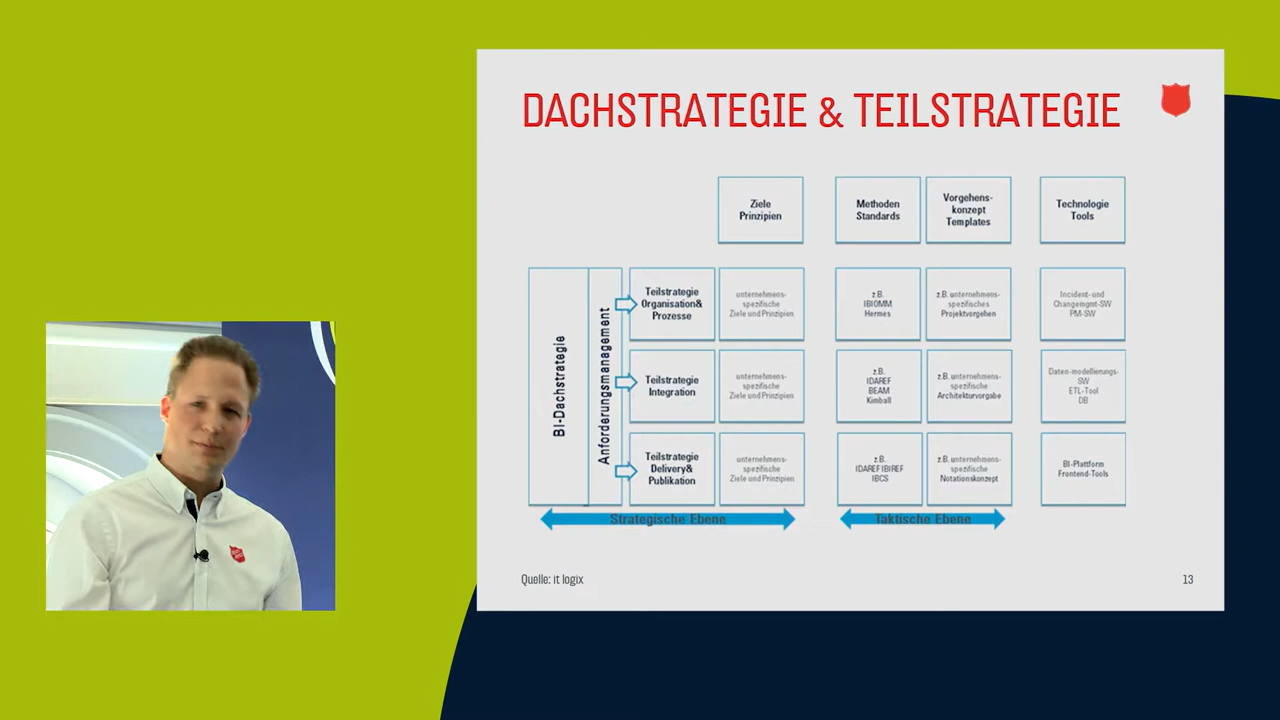 DACHSTRATEGIE & TEILSTRATEGIE
Ziele
Prinzipien
Methoden
Standards
Vorgehens-
konzept
Templates
Technologie
Tools
BI-Dachstrategie
Anforderungsmanagement
Teilstrategie
Organisation&
Prozesse
unternehmens-
spezifische
Ziele und Prinzipien
z.B.
IBIOMM
Hermes
z.B. unternehmens-
spezifisches
Projektvorgehen
Incident- und
Changemgmt-SW
PM-SW
Teilstrategie
Integration
unternehmens-
spezifische
Ziele und Prinzipien
z.B.
IDAREF
BEAM
Kimball
z.B. unternehmens-
spezifische
Architekturvorgabe
Daten-modellierungs-
SW
ETL-Tool
DB
Teilstrategie
Delivery&
Publikation
unternehmens-
spezifische
Ziele und Prinzipien
z.B.
IDAREF IBIREF
IBCS
z.B. unternehmens-
spezifische
Notationskonzept
BI-Plattform
Frontend-Tools
Strategische Ebene
Taktische Ebene
Quelle: it logix
13